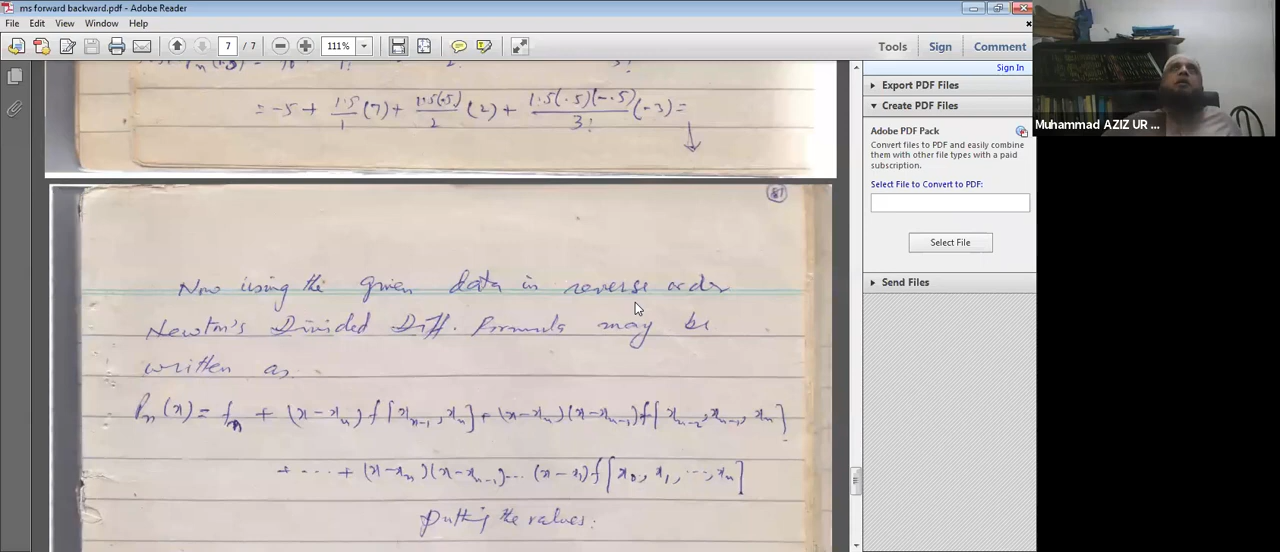 ms forward backward.pdf - Adobe Reader
File Edit View Window Help
7 / 7 111% Tools Sign Comment
Sign In
Export PDF Files
Create PDF Files
Adobe PDF Pack
Convert files to PDF and easily combine
them with other file types with a paid
subscription.
Select File to Convert to PDF:
Select File
Send Files
Muhammad AZIZ UR ...
= -5 + 1.5/1 (7) + 1.5(.5)/2 (2) + 1.5(.5)(-.5)/3! (-3) =
87
Now using the given data in reverse order
Newton's Divided Diff. Formula may be
written as
Pₙ(x) = fₙ + (x-xₙ) f[xₙ₋₁, xₙ] + (x-xₙ)(x-xₙ₋₁) f[xₙ₋₂, xₙ₋₁, xₙ]
+ ... + (x-xₙ)(x-xₙ₋₁)... (x-x₁) f[x₀, x₁, ..., xₙ]
putting the values: